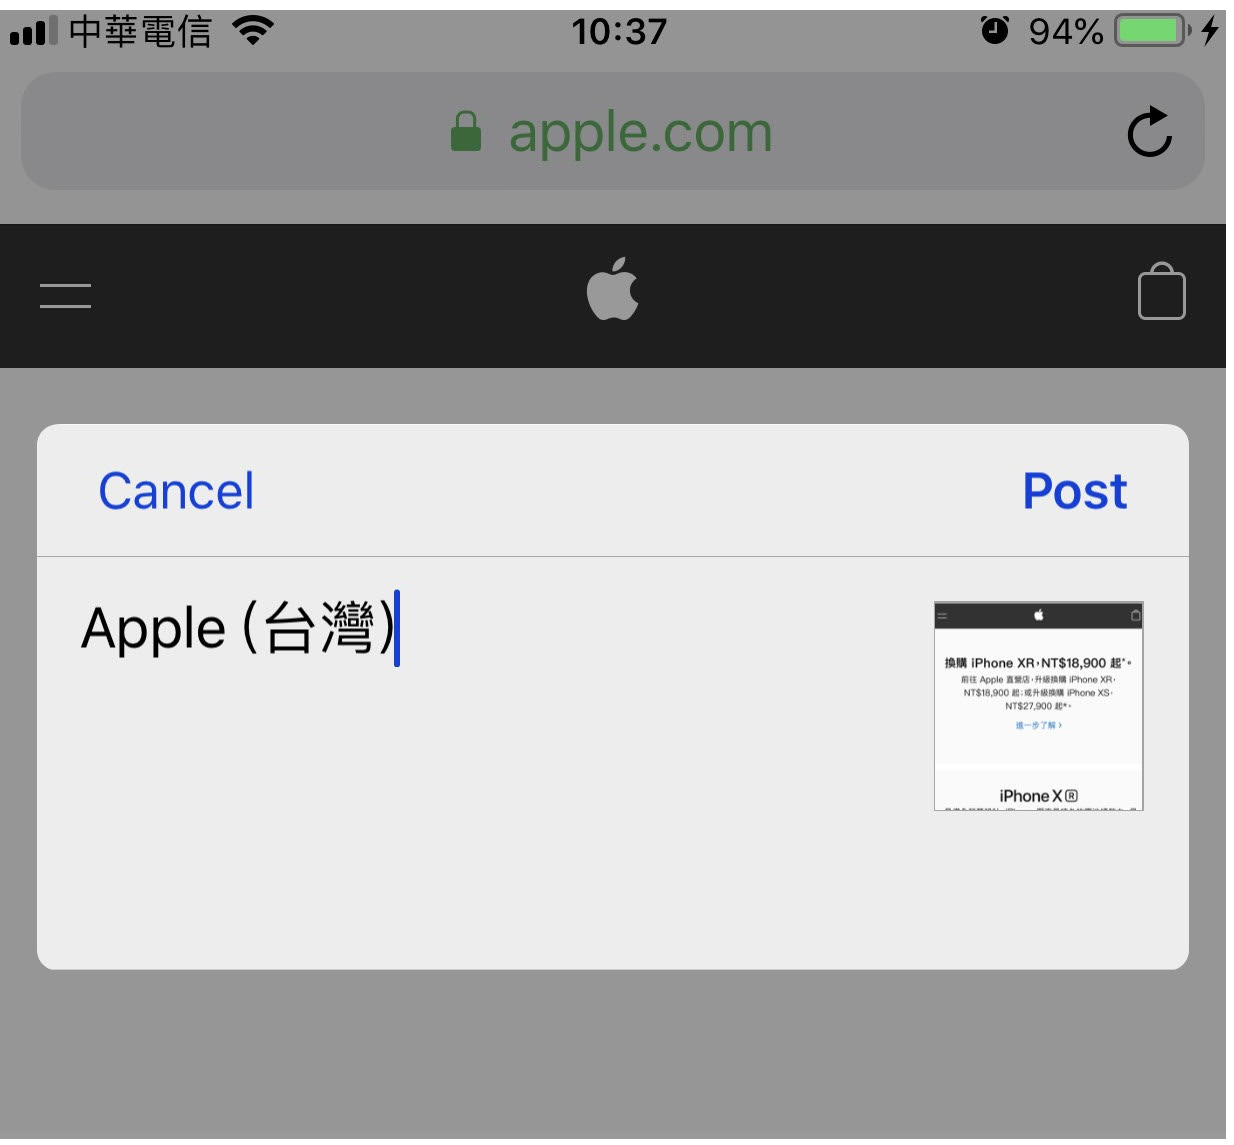 中華電信 10:37 94%
apple.com
Cancel Post
Apple (台灣)
換購 iPhone XR，NT$18,900 起*。
前往 Apple 直營店，升級換購 iPhone XR，
NT$18,900 起；或升級換購 iPhone XS，
NT$27,900 起*。
進一步了解 >
iPhone XR